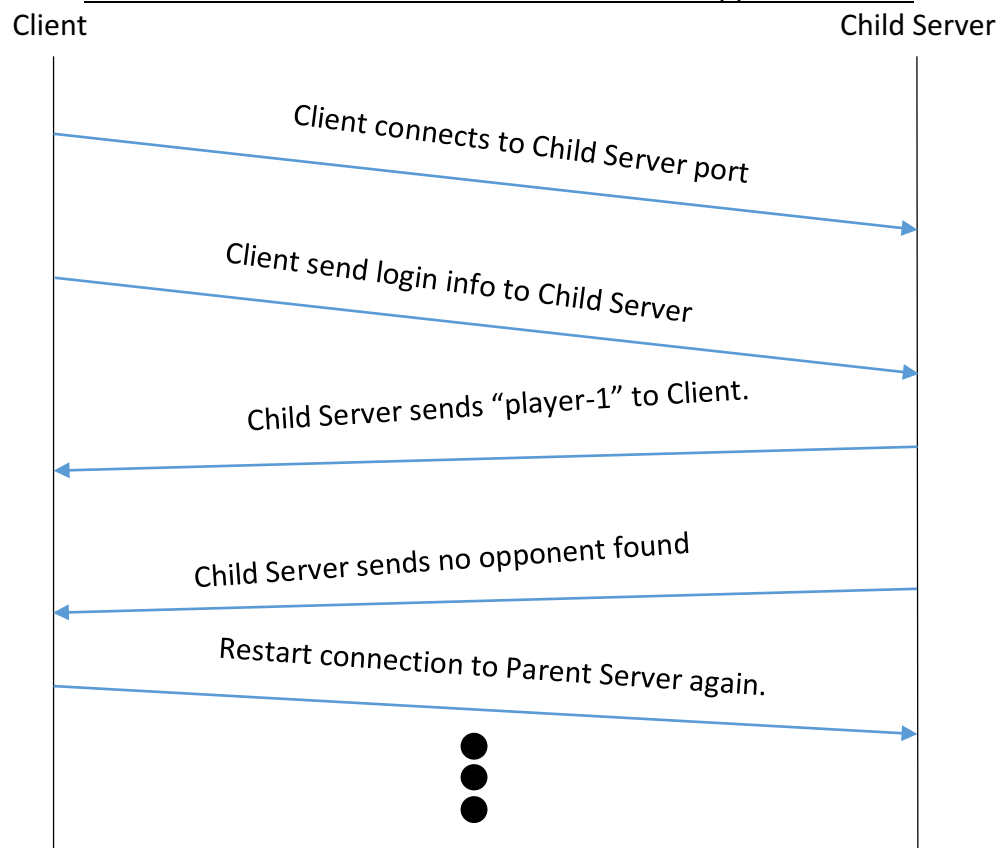 Client
Child Server
Client connects to Child Server port
Client send login info to Child Server
Child Server sends “player-1” to Client.
Child Server sends no opponent found
Restart connection to Parent Server again.